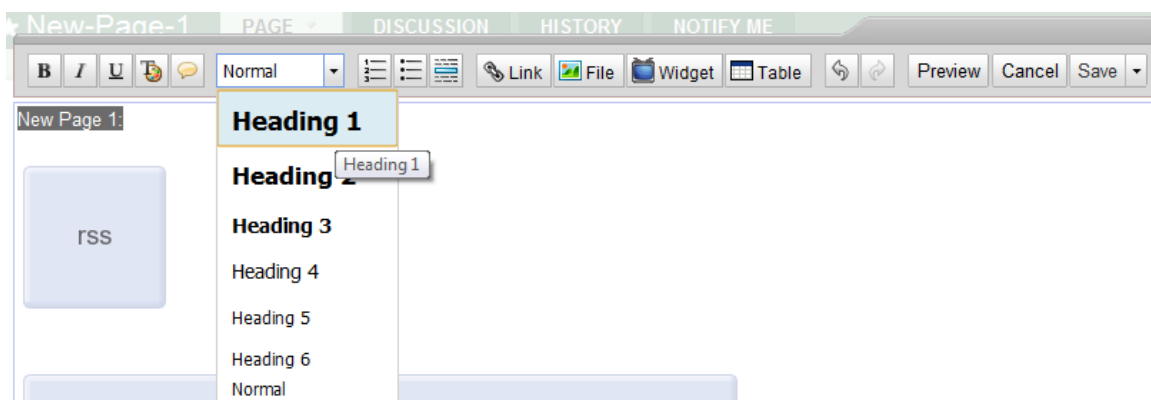 New-Page-1 PAGE DISCUSSION HISTORY NOTIFY ME
B I U T Normal Link File Widget Table Preview Cancel Save
New Page 1:
Heading 1
Heading 1
Heading 2
Heading 3
rss
Heading 4
Heading 5
Heading 6
Normal